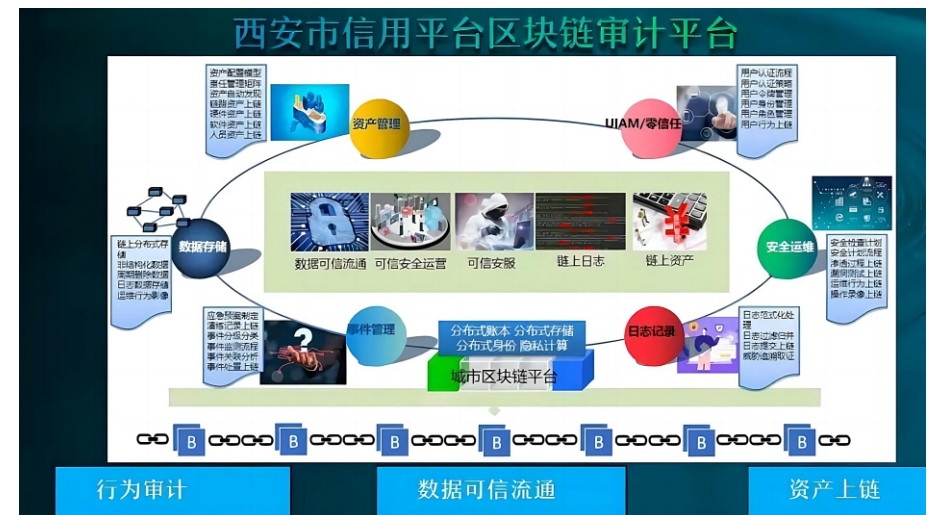 西安市信用平台区块链审计平台
资产配置模型
责任管理矩阵
资产自动发现
链路资产上链
硬件资产上链
软件资产上链
人员资产上链
资产管理
UIAM/零信任
用户认证流程
用户认证策略
用户令牌管理
用户身份管理
用户角色管理
用户行为上链
数据存储
链上分布式存
储
非结构化数据
周期删除数据
日志数据存储
运维行为影像
数据可信流通
可信安全运营
可信安服
链上日志
链上资产
安全运维
安全检查计划
安全计划流程
渗透过程上链
漏洞测试上链
运维行为上链
操作录像上链
应急预案制定
演练记录上链
事件分级分类
事件监测流程
事件关联分析
事件处置上链
事件管理
分布式账本 分布式存储
分布式身份 隐私计算
城市区块链平台
日志记录
日志范式化处
理
日志过滤归并
日志提交上链
威胁追溯取证
B B B B B B B
行为审计
数据可信流通
资产上链